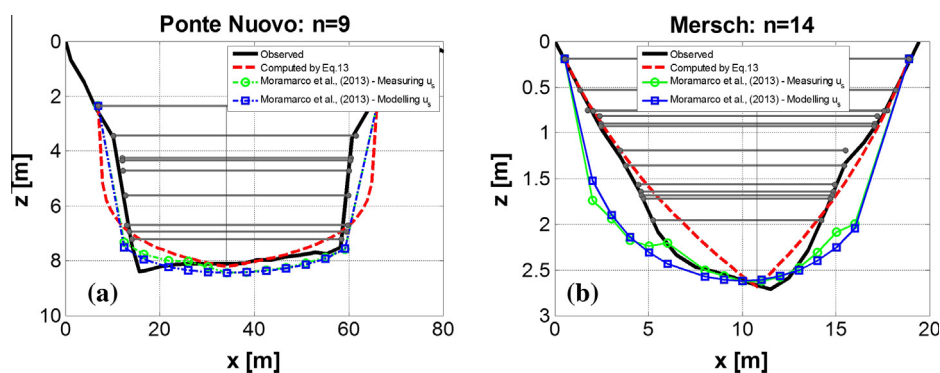 Ponte Nuovo: n=9
0
2
4
6
8
10
z [m]
0
20
40
60
80
x [m]
Observed
Computed by Eq.13
Moramarco et al., (2013) - Measuring us
Moramarco et al., (2013) - Modelling us
(a)
Mersch: n=14
0
0.5
1
1.5
2
2.5
3
z [m]
0
5
10
15
x [m]
Observed
Computed by Eq.13
Moramarco et al., (2013) - Measuring us
Moramarco et al., (2013) - Modelling us
(b)